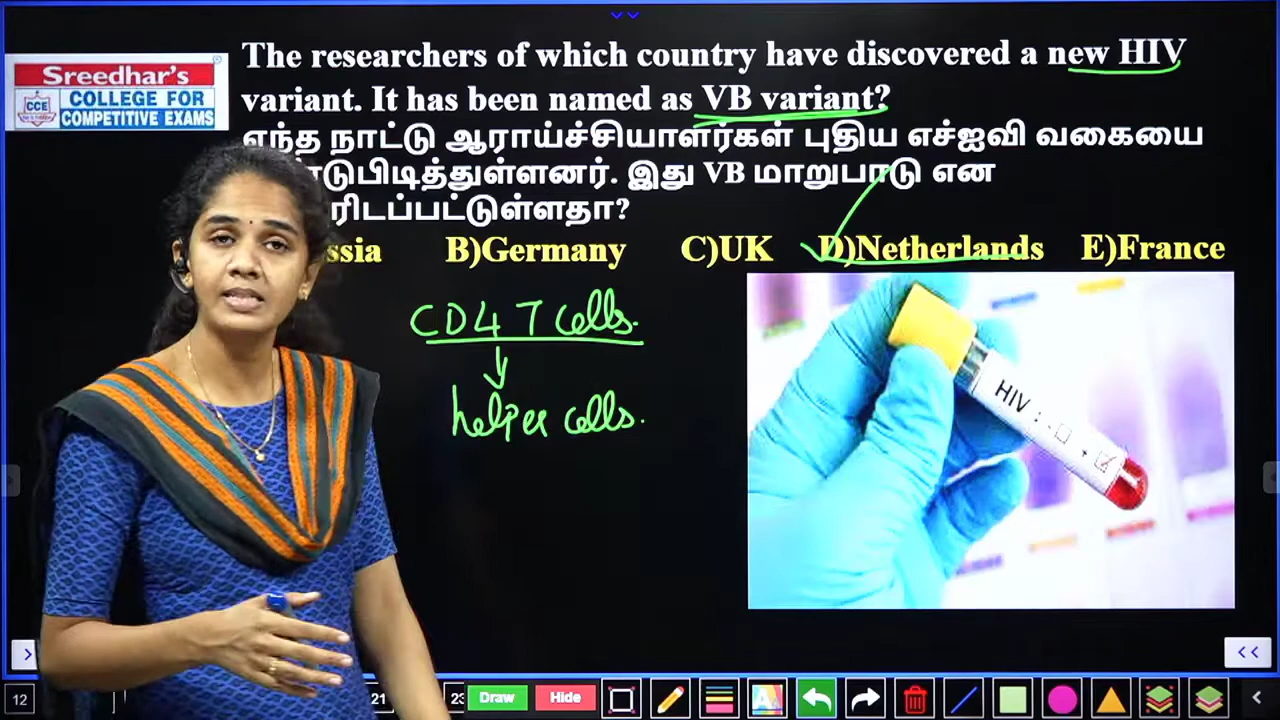 The researchers of which country have discovered a new HIV
variant. It has been named as VB variant?
எந்த நாட்டு ஆராய்ச்சியாளர்கள் புதிய எச்ஐவி வகையை
டுபிடித்துள்ளனர். இது VB மாறுபாடு என
ரிடப்பட்டுள்ளதா?
ssia B)Germany C)UK D)Netherlands E)France
Sreedhar's
CCE
COLLEGE FOR
COMPETITIVE EXAMS
CD4 T cells.
helper cells.
HIV : - +
12 21 23 Draw Hide